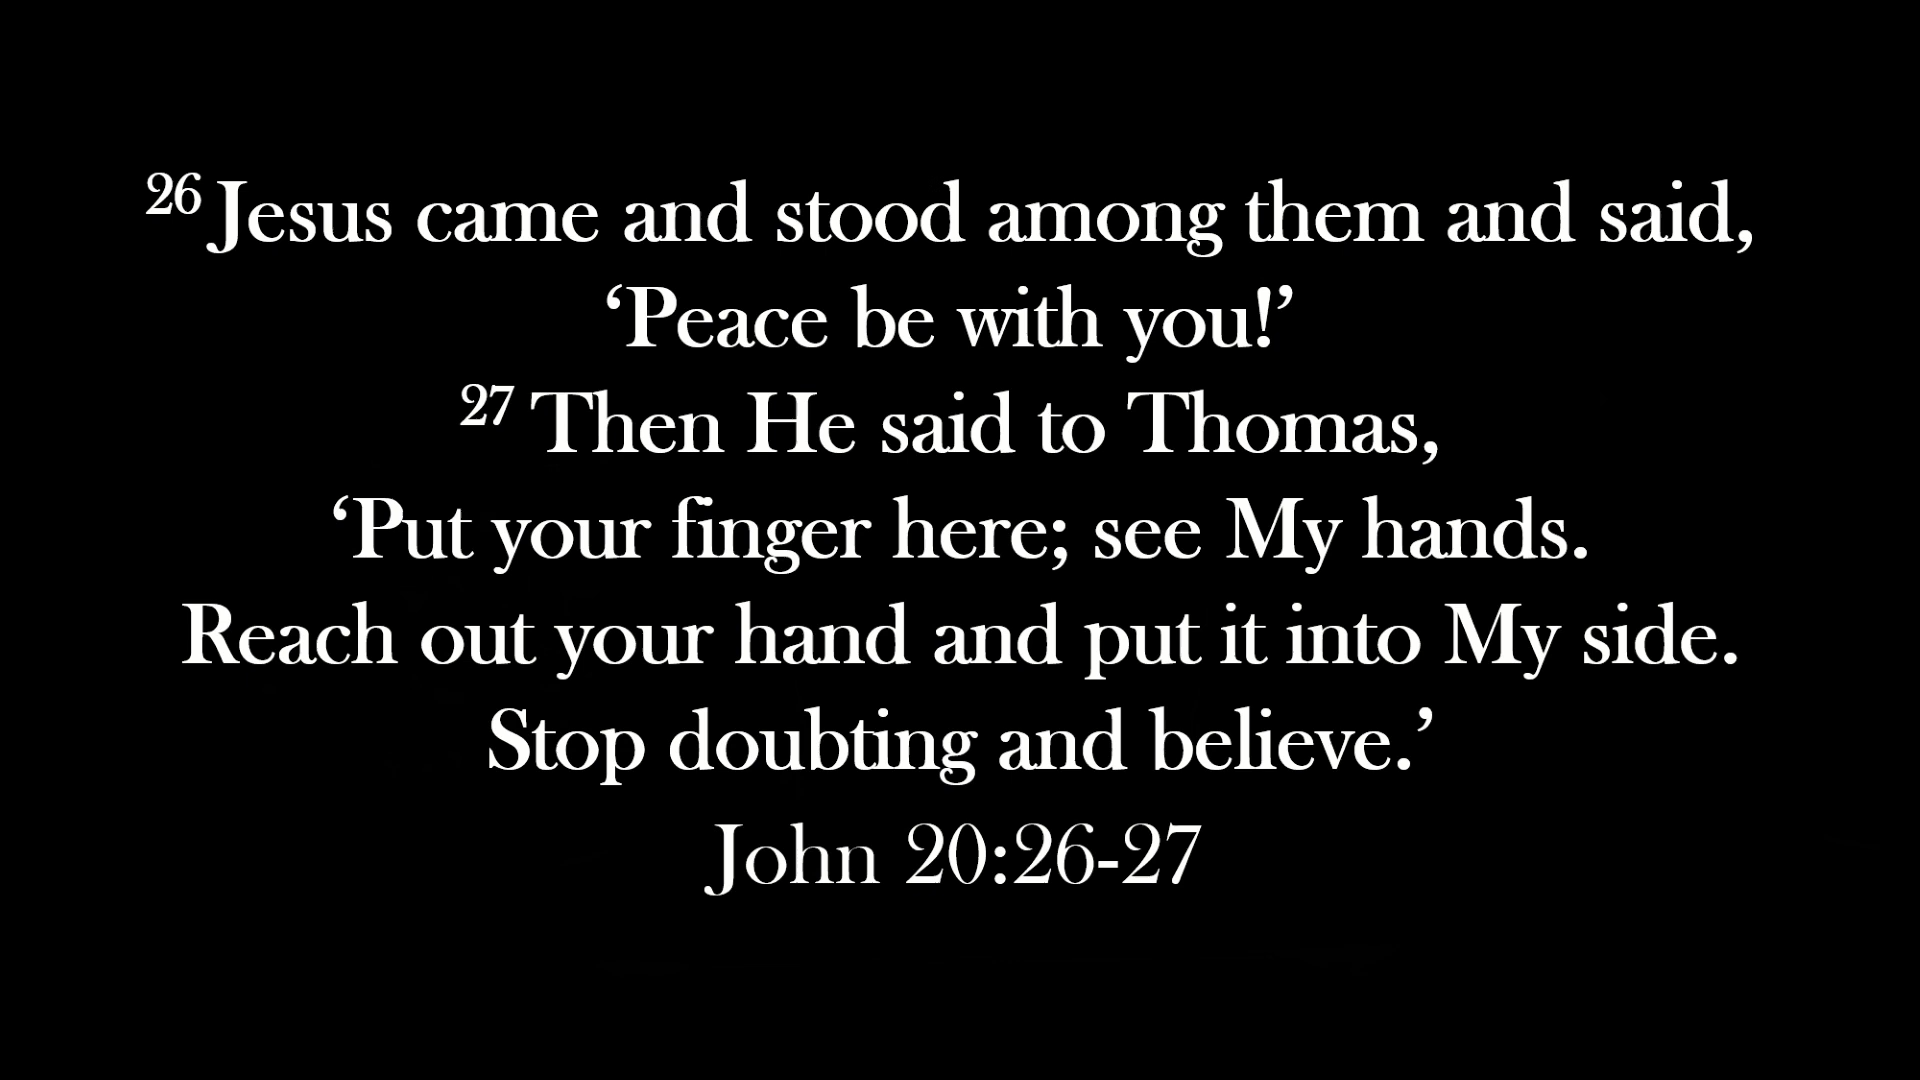 26 Jesus came and stood among them and said,
‘Peace be with you!’
27 Then He said to Thomas,
‘Put your finger here; see My hands.
Reach out your hand and put it into My side.
Stop doubting and believe.’
John 20:26-27